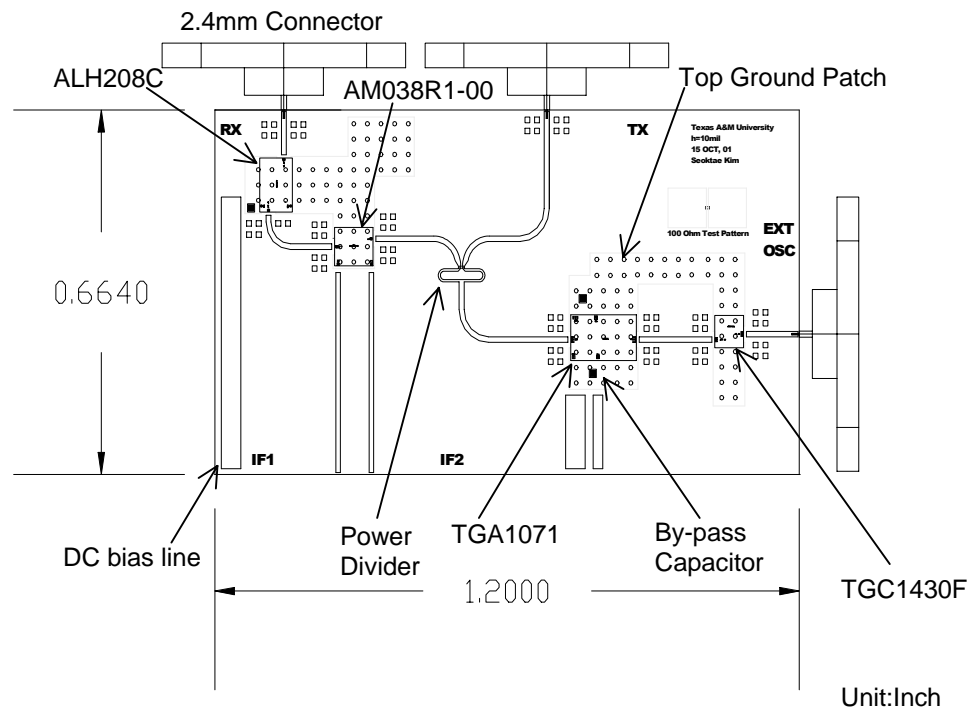 2.4mm Connector
ALH208C
AM038R1-00
Top Ground Patch
RX
TX
Texas A&M University
h=10mil
15 OCT, 01
Seoktae Kim
100 Ohm Test Pattern
EXT
OSC
0.6640
IF1
IF2
DC bias line
Power
Divider
TGA1071
By-pass
Capacitor
TGC1430F
1.2000
Unit:Inch